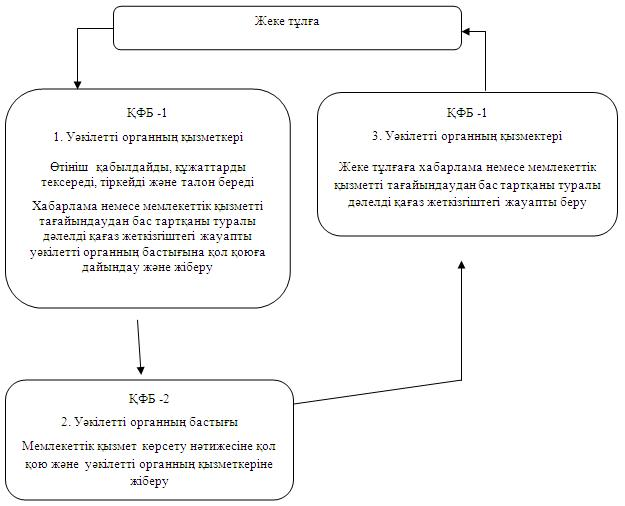 Жеке тұлға
ҚФБ -1
1. Уәкілетті органның қызметкері
Өтініш қабылдайды, құжаттарды
тексереді, тіркейді және талон береді
Хабарлама немесе мемлекеттік қызметті
тағайындаудан бас тартқаны туралы
дәлелді қағаз жеткізгіштегі жауапты
уәкілетті органның бастығына қол қоюға
дайындау және жіберу
ҚФБ -2
2. Уәкілетті органның бастығы
Мемлекеттік қызмет көрсету нәтижесіне қол
қою және уәкілетті органның қызметкеріне
жіберу
ҚФБ -1
3. Уәкілетті органның қызмектері
Жеке тұлғаға хабарлама немесе мемлекеттік
қызметті тағайындаудан бас тартқаны туралы
дәлелді қағаз жеткізгіштегі жауапты беру